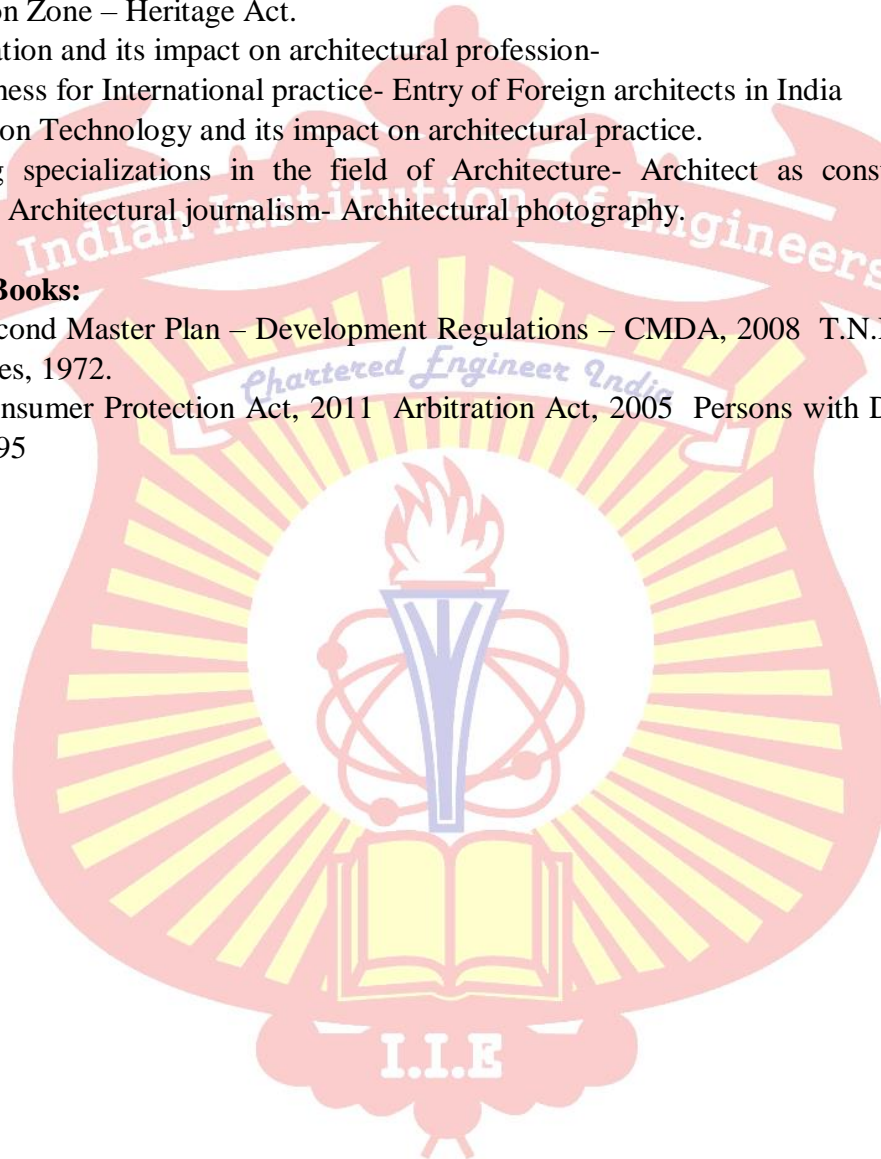 on Zone – Heritage Act.
ation and its impact on architectural profession-
ness for International practice- Entry of Foreign architects in India
on Technology and its impact on architectural practice.
g specializations in the field of Architecture- Architect as const
Architectural journalism- Architectural photography.
Indian Institution of Engineers
Books:
cond Master Plan – Development Regulations – CMDA, 2008 T.N.
es, 1972.
Chartered Engineer India
nsumer Protection Act, 2011 Arbitration Act, 2005 Persons with D
95
I.I.E